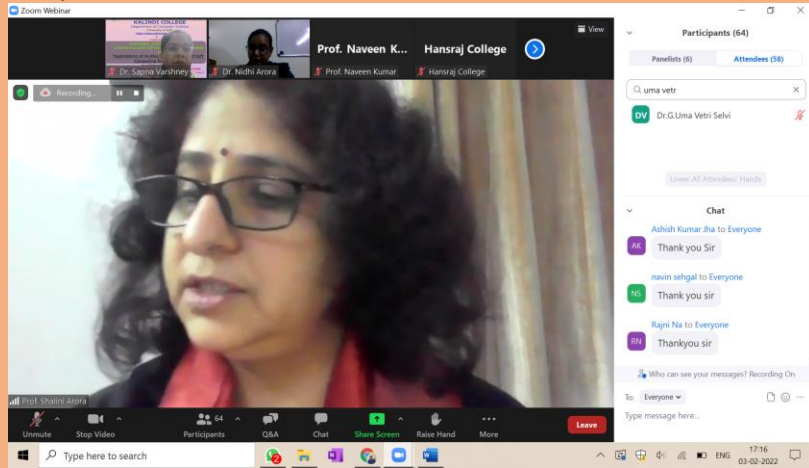 Zoom Webinar
KALINDI COLLEGE
Dr. Sapna Varshney
Dr. Nidhi Arora
Prof. Naveen K...
Prof. Naveen Kumar
Hansraj College
Hansraj College
View
Recording...
Prof. Shalini Arora
Unmute
Stop Video
64
Participants
Q&A
Chat
Share Screen
Raise Hand
More
Leave
Participants (64)
Panelists (6)
Attendees (58)
uma vetr
DV
Dr.G.Uma Vetri Selvi
Lower All Attendees' Hands
Chat
Ashish Kumar Jha to Everyone
AK
Thank you Sir
navin sehgal to Everyone
NS
Thank you sir
Rajni Na to Everyone
RN
Thankyou sir
Who can see your messages? Recording On
To: Everyone
Type message here...
Type here to search
2
ENG
17:16
03-02-2022